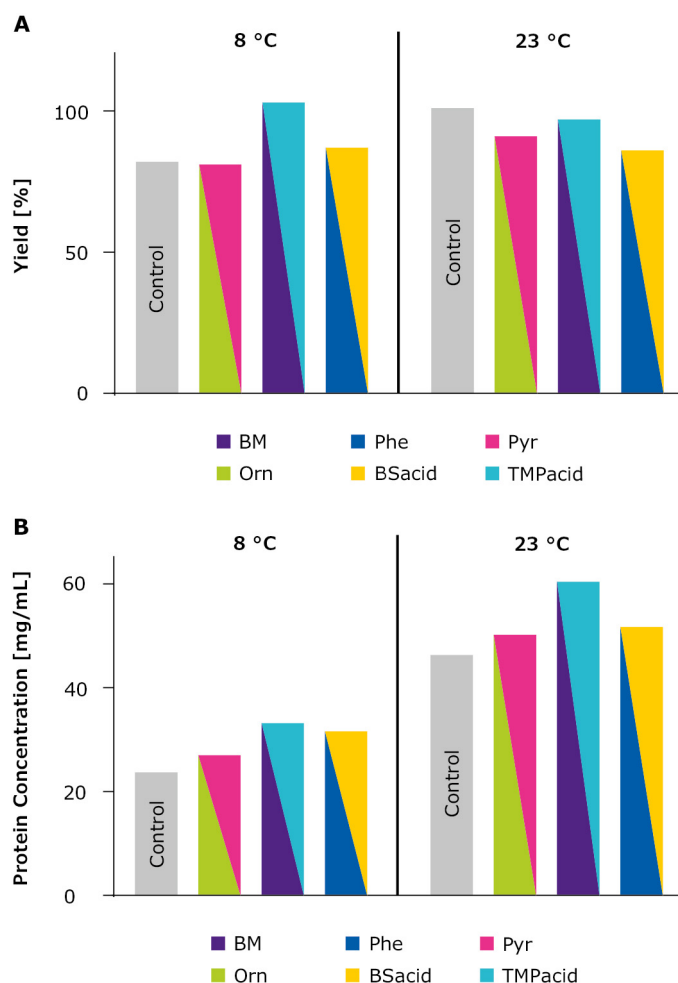 A
8 °C
23 °C
Yield [%]
100
50
0
Control
Control
BM
Phe
Pyr
Orn
BSacid
TMPacid
B
8 °C
23 °C
Protein Concentration [mg/mL]
60
40
20
0
Control
Control
BM
Phe
Pyr
Orn
BSacid
TMPacid